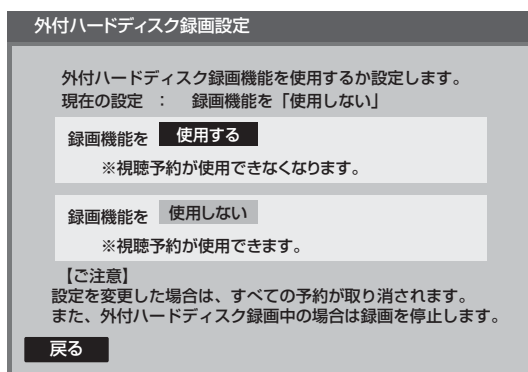 外付ハードディスク録画設定
外付ハードディスク録画機能を使用するか設定します。
現在の設定 ： 録画機能を「使用しない」
録画機能を 使用する
※視聴予約が使用できなくなります。
録画機能を 使用しない
※視聴予約が使用できます。
【ご注意】
設定を変更した場合は、すべての予約が取り消されます。
また、外付ハードディスク録画中の場合は録画を停止します。
戻る